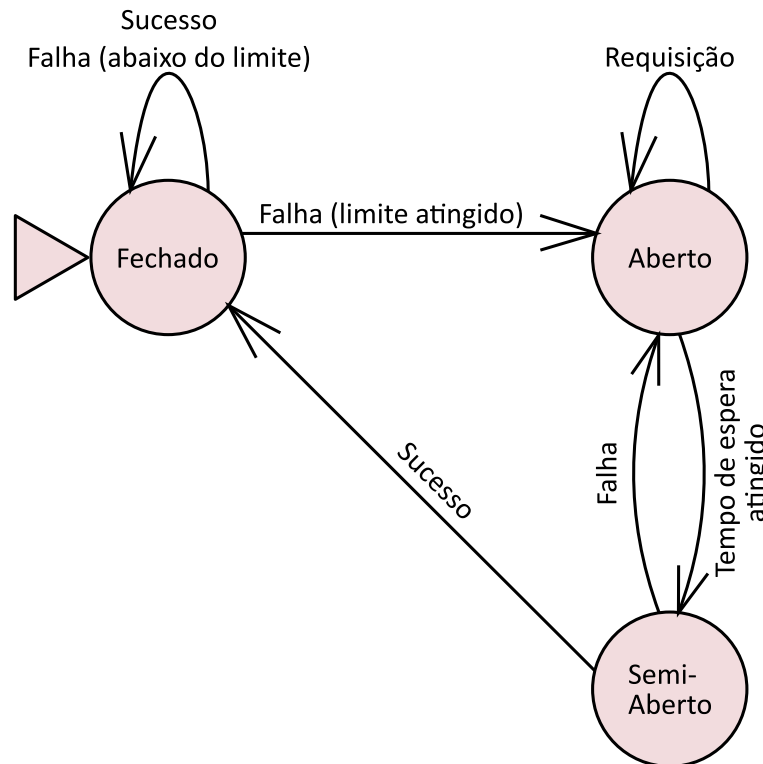 Sucesso
Falha (abaixo do limite)
Requisição
Falha (limite atingido)
Fechado
Aberto
Sucesso
Falha
Tempo de espera
atingido
Semi-
Aberto